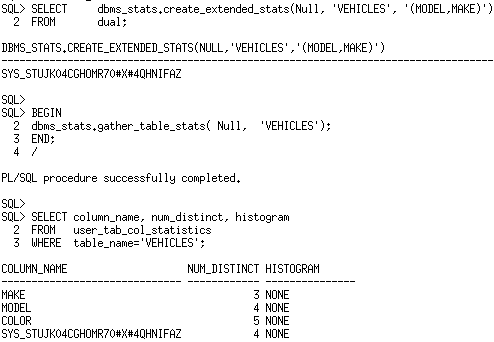 SQL> SELECT     dbms_stats.create_extended_stats(Null, 'VEHICLES', '(MODEL,MAKE)')
  2  FROM       dual;
DBMS_STATS.CREATE_EXTENDED_STATS(NULL,'VEHICLES','(MODEL,MAKE)')
--------------------------------------------------------------------------------
SYS_STUJK04CGHOMR70#X#4QHNIFAZ
SQL>
SQL> BEGIN
  2  dbms_stats.gather_table_stats( Null,  'VEHICLES');
  3  END;
  4  /
PL/SQL procedure successfully completed.
SQL>
SQL> SELECT column_name, num_distinct, histogram
  2  FROM   user_tab_col_statistics
  3  WHERE  table_name='VEHICLES';
COLUMN_NAME                    NUM_DISTINCT HISTOGRAM
------------------------------ ------------ ---------------
MAKE                                      3 NONE
MODEL                                     4 NONE
COLOR                                     5 NONE
SYS_STUJK04CGHOMR70#X#4QHNIFAZ            4 NONE